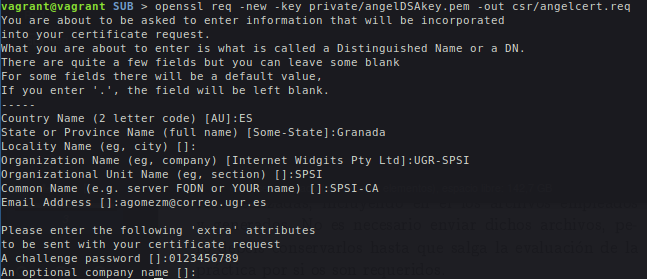 vagrant@vagrant SUB > openssl req -new -key private/angelDSAkey.pem -out csr/angelcert.req
You are about to be asked to enter information that will be incorporated
into your certificate request.
What you are about to enter is what is called a Distinguished Name or a DN.
There are quite a few fields but you can leave some blank
For some fields there will be a default value,
If you enter '.', the field will be left blank.
-----
Country Name (2 letter code) [AU]:ES
State or Province Name (full name) [Some-State]:Granada
Locality Name (eg, city) []:
Organization Name (eg, company) [Internet Widgits Pty Ltd]:UGR-SPSI
Organizational Unit Name (eg, section) []:SPSI
Common Name (e.g. server FQDN or YOUR name) []:SPSI-CA
Email Address []:agomezm@correo.ugr.es

Please enter the following 'extra' attributes
to be sent with your certificate request
A challenge password []:0123456789
An optional company name []: